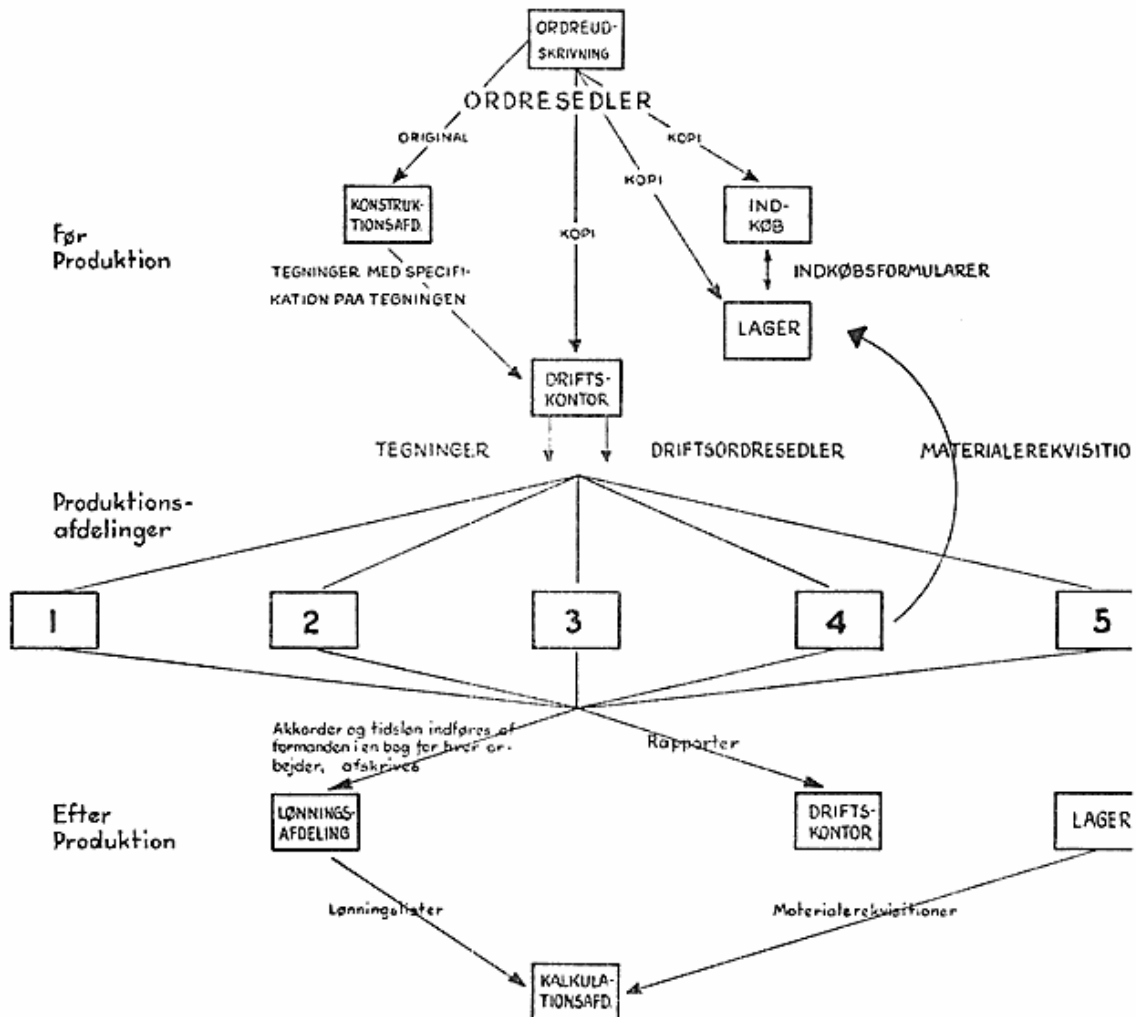 ORDREUD-
SKRIVNING
ORDRESEDLER
ORIGINAL
KOPI
KOPI
KOPI
KONSTRUK-
TIONSAFD.
IND-
KØB
Før
Produktion
TEGNINGER MED SPECIFI-
KATION PAA TEGNINGEN
INDKØBSFORMULARER
LAGER
DRIFTS-
KONTOR
TEGNINGER
DRIFTSORDRESEDLER
MATERIALEREKVISITIO
Produktions-
afdelinger
1
2
3
4
5
Akkorder og tidsløn indføres af
formanden i en bog for hver ar-
bejder, afskrives
Rapporter
Efter
Produktion
LØNNINGS-
AFDELING
DRIFTS-
KONTOR
LAGER
Lønningslister
Materialerekvisitioner
KALKULA-
TIONSAFD.